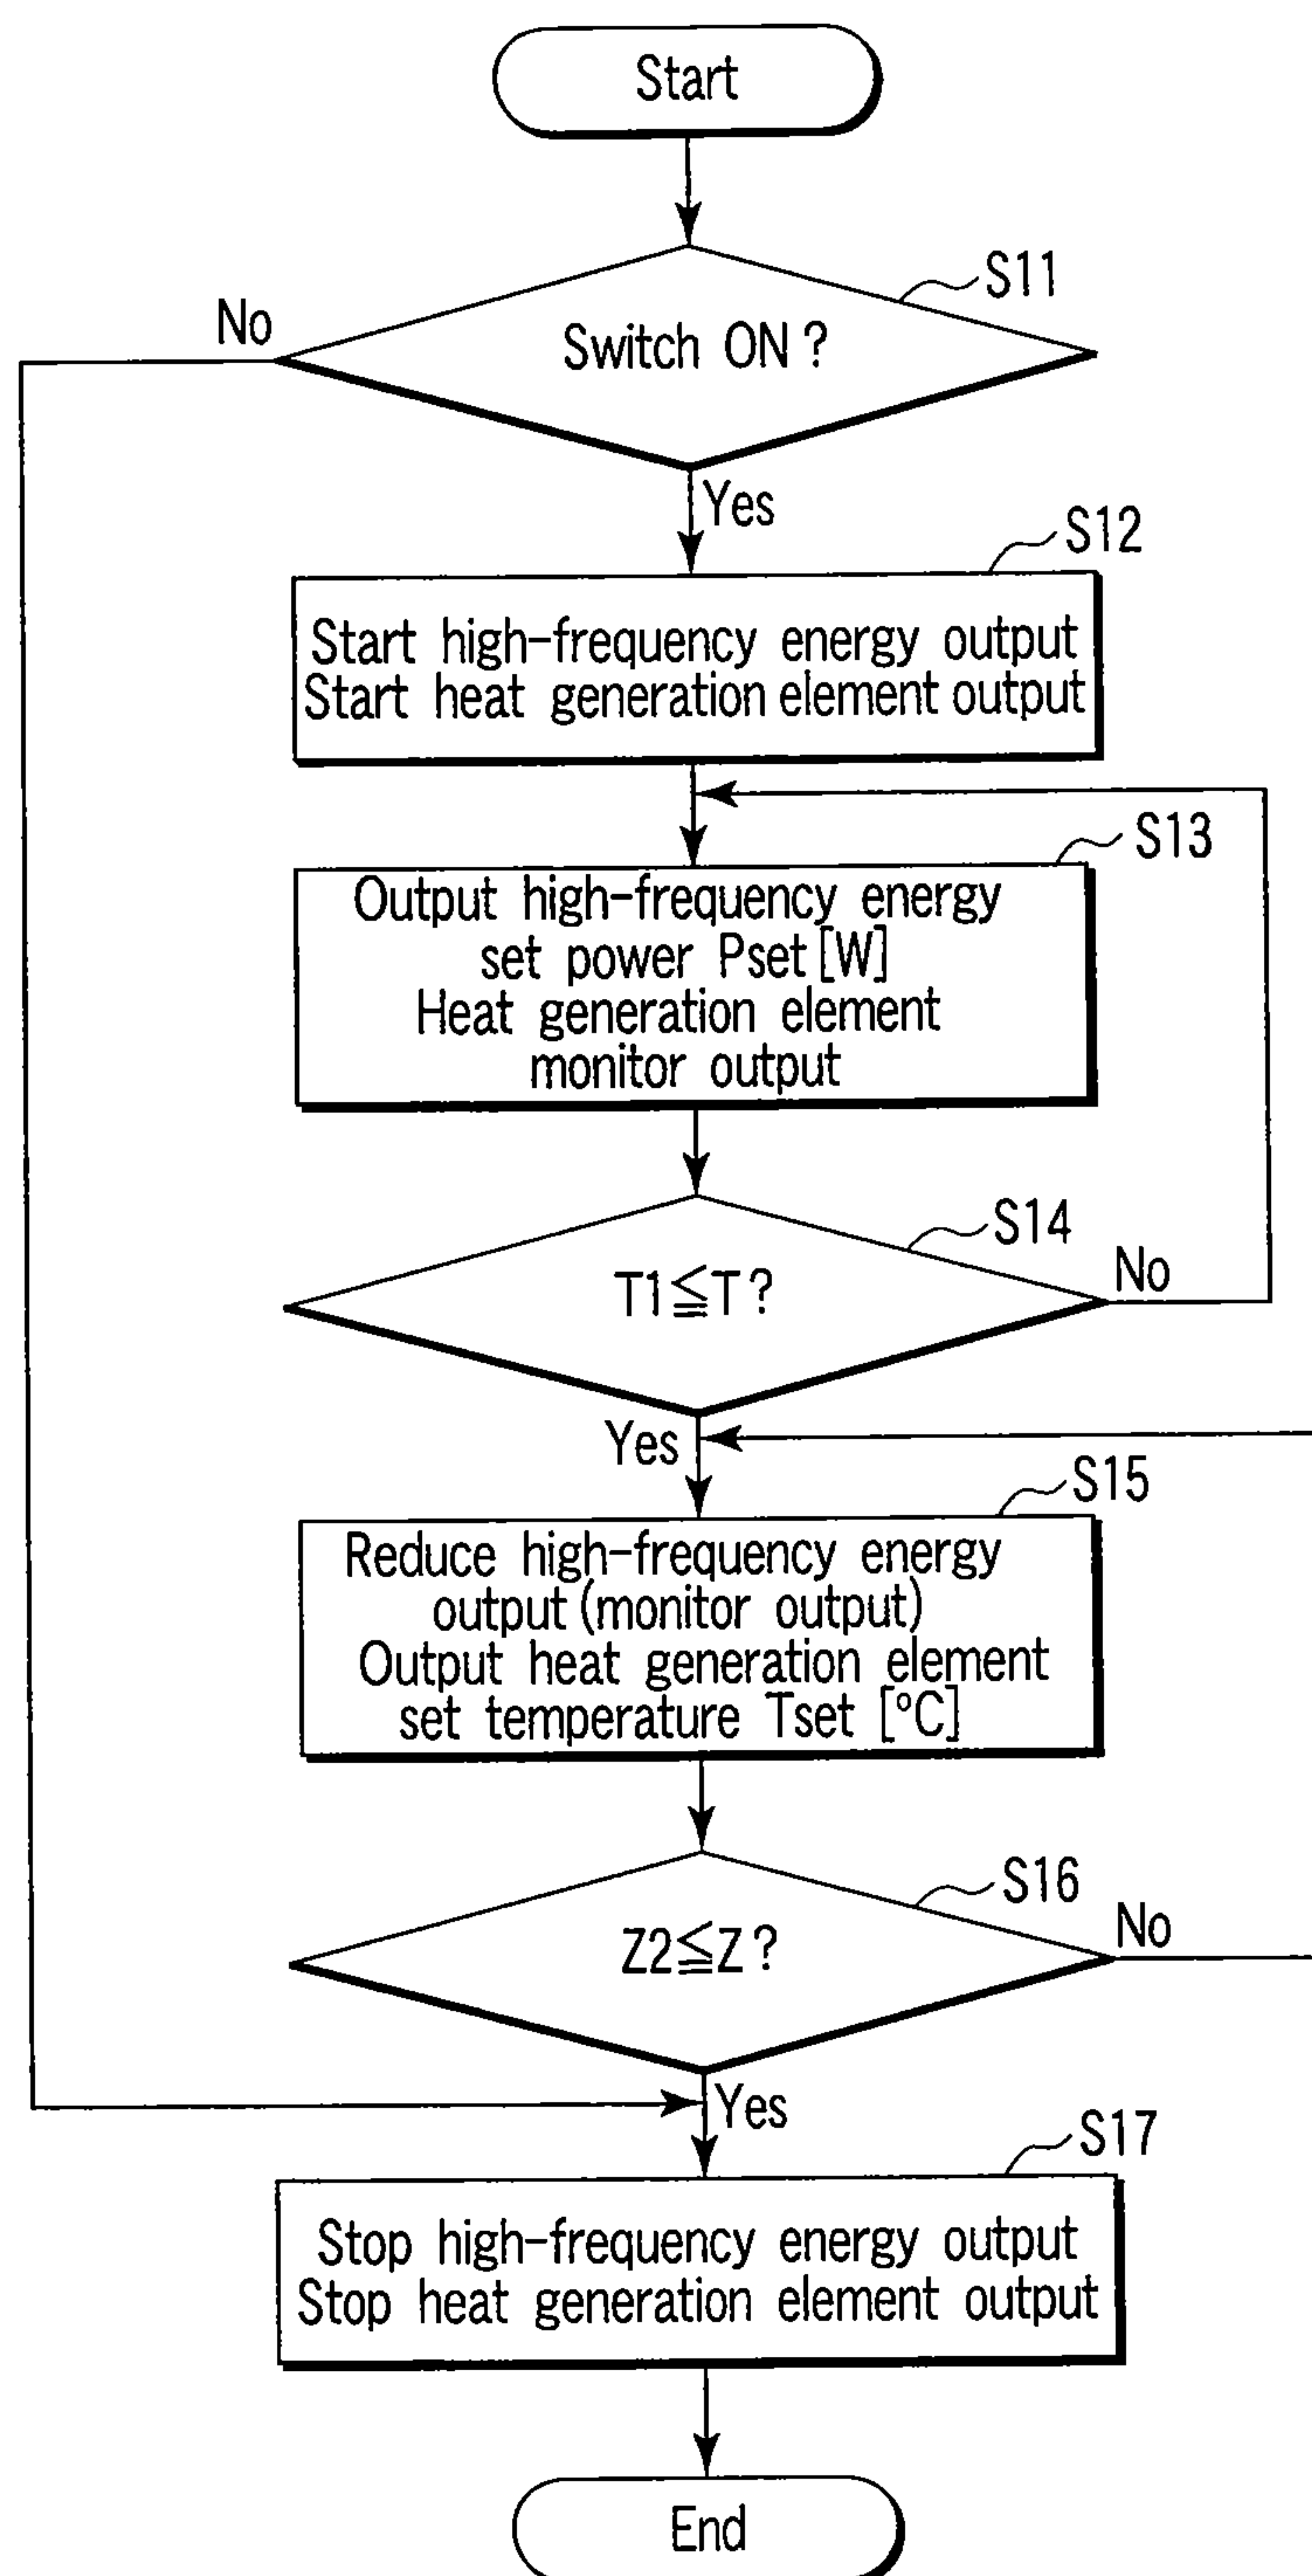 Start
S11
No
Switch ON?
Yes
S12
Start high-frequency energy output
Start heat generation element output
S13
Output high-frequency energy
set power Pset [W]
Heat generation element
monitor output
S14
T1≦T?
No
Yes
S15
Reduce high-frequency energy
output (monitor output)
Output heat generation element
set temperature Tset [°C]
S16
Z2≦Z?
No
Yes
S17
Stop high-frequency energy output
Stop heat generation element output
End